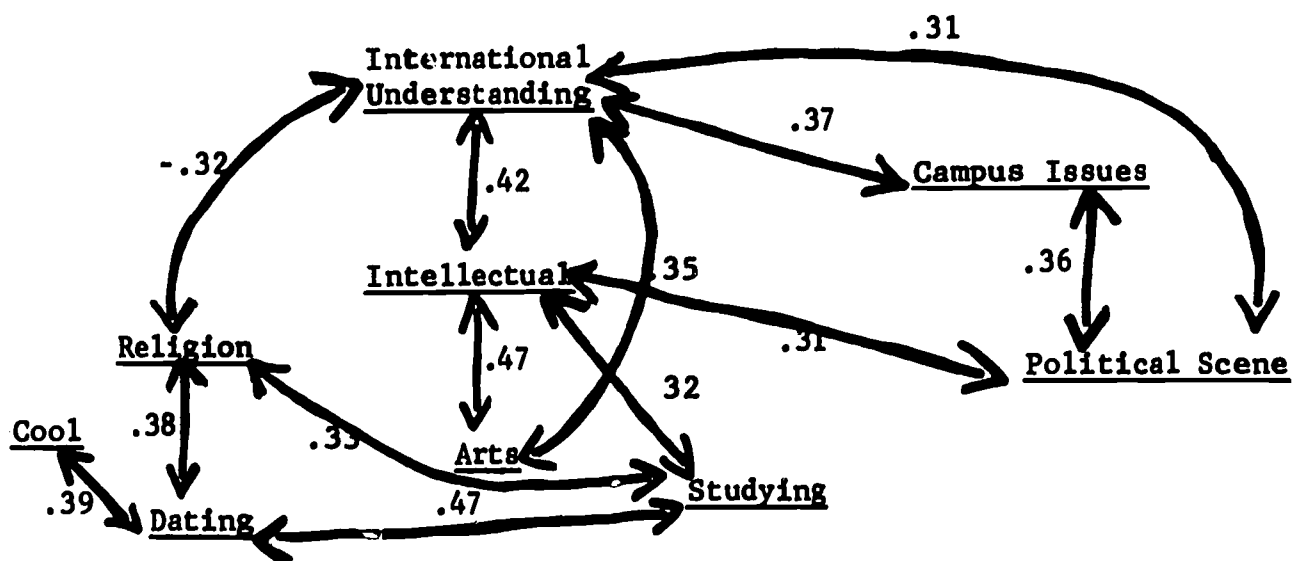 .31
International
Understanding
.37
-.32
Campus Issues
.42
.36
Intellectual
.35
.31
Religion
.47
Political Scene
32
.38
.33
Cool
Arts
.39
.47
Studying
Dating